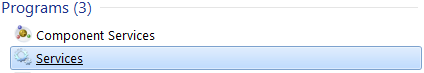 Programs (3)
Component Services
Services